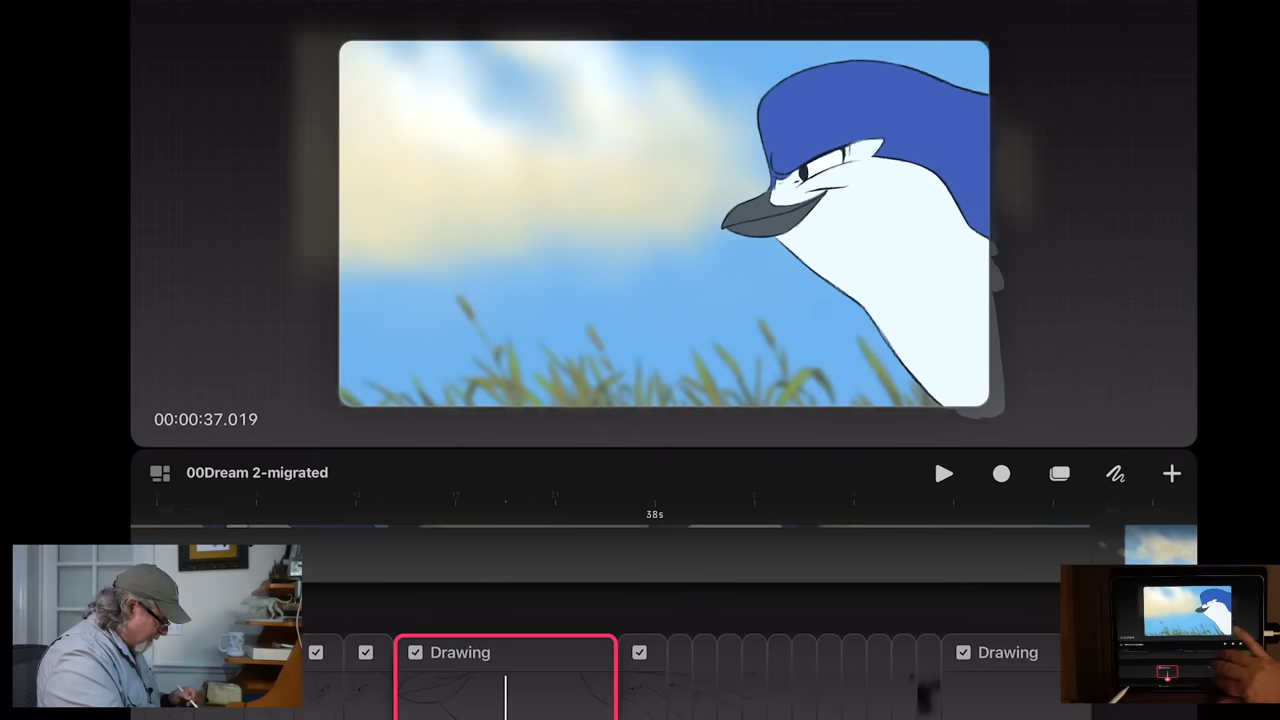 00:00:37.019
00Dream 2-migrated
38s
Drawing
Drawing